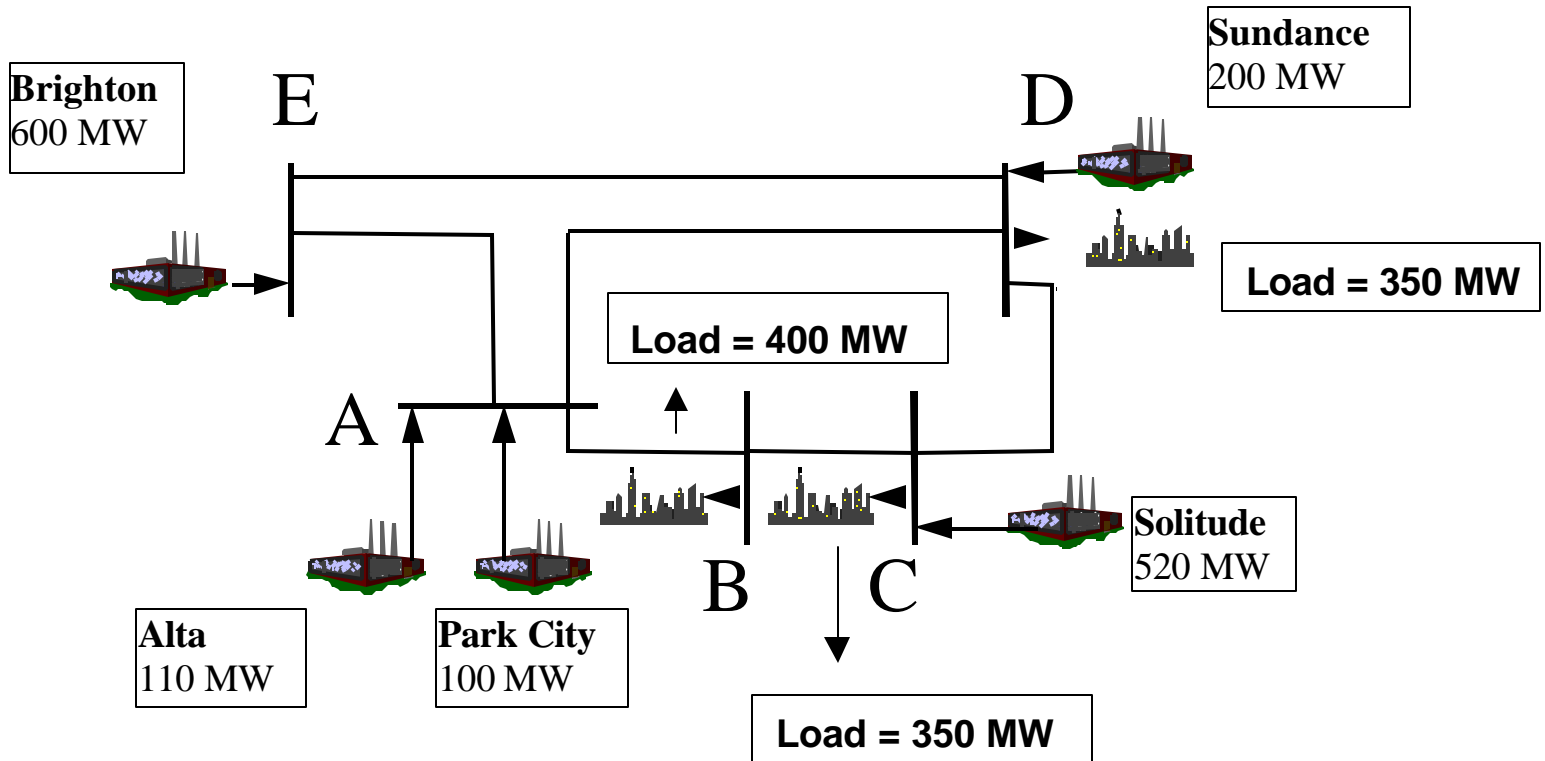 Sundance
200 MW
Brighton
600 MW
E
D
Load = 350 MW
Load = 400 MW
A
Solitude
520 MW
B
C
Alta
110 MW
Park City
100 MW
Load = 350 MW